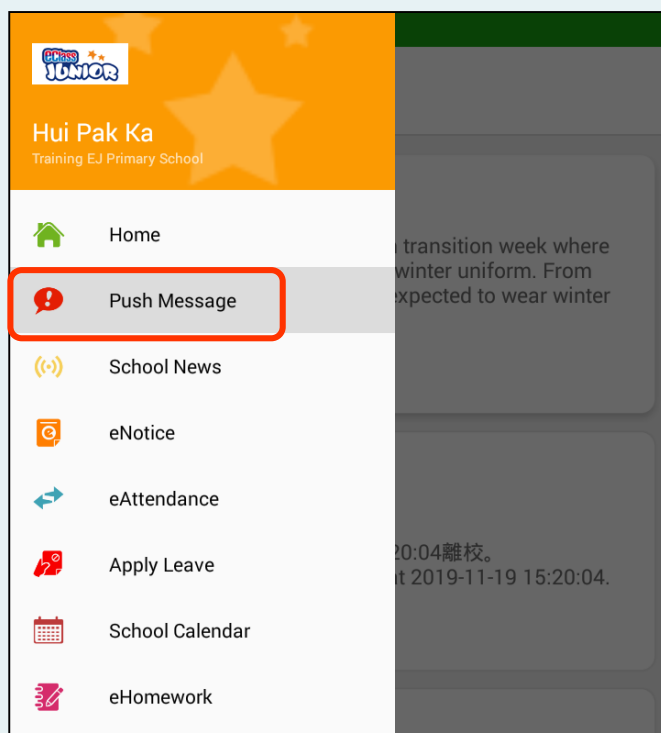 eClass
JUNIOR
Hui Pak Ka
Training EJ Primary School
Home
Push Message
School News
eNotice
eAttendance
Apply Leave
School Calendar
eHomework
transition week where
winter uniform. From
expected to wear winter
20:04離校。
at 2019-11-19 15:20:04.